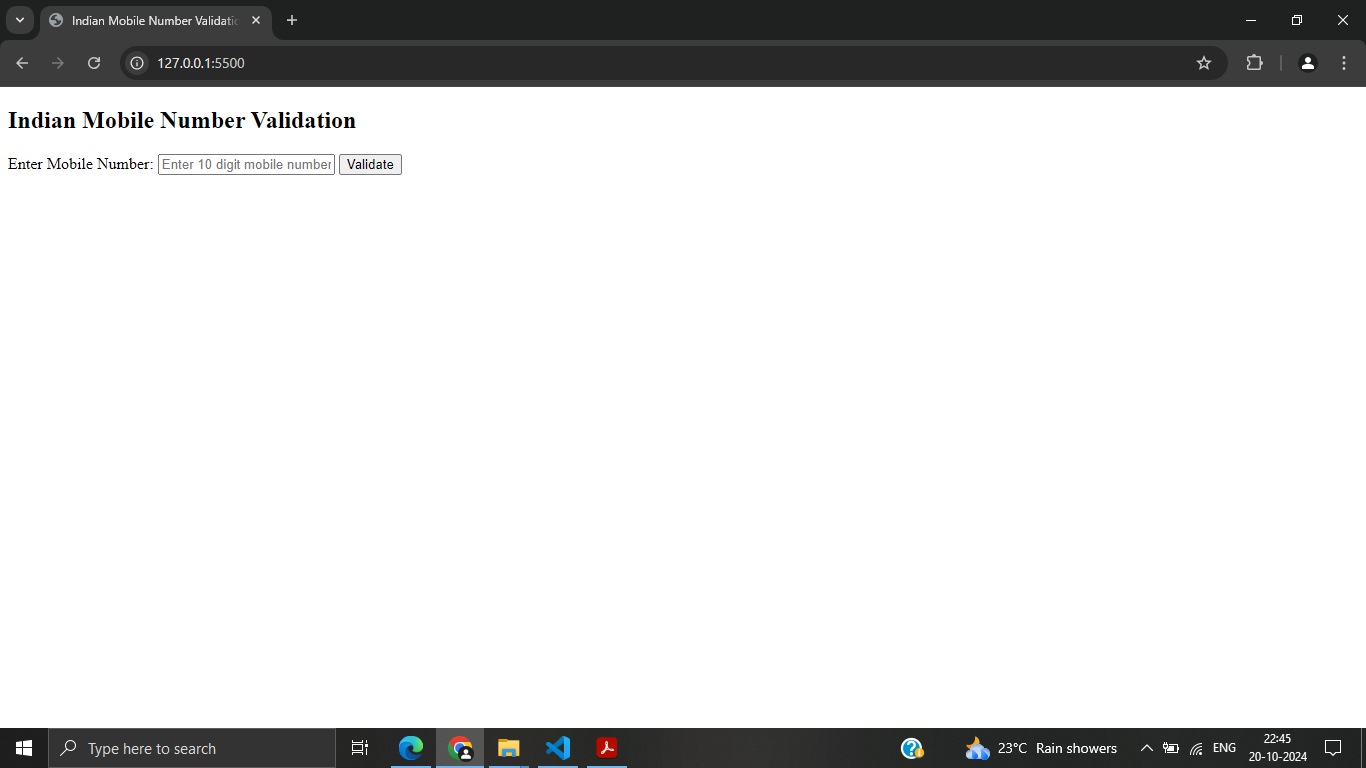 Indian Mobile Number Validatio
127.0.0.1:5500
Indian Mobile Number Validation
Enter Mobile Number: Enter 10 digit mobile number Validate
Type here to search
23°C Rain showers
ENG
22:45
20-10-2024